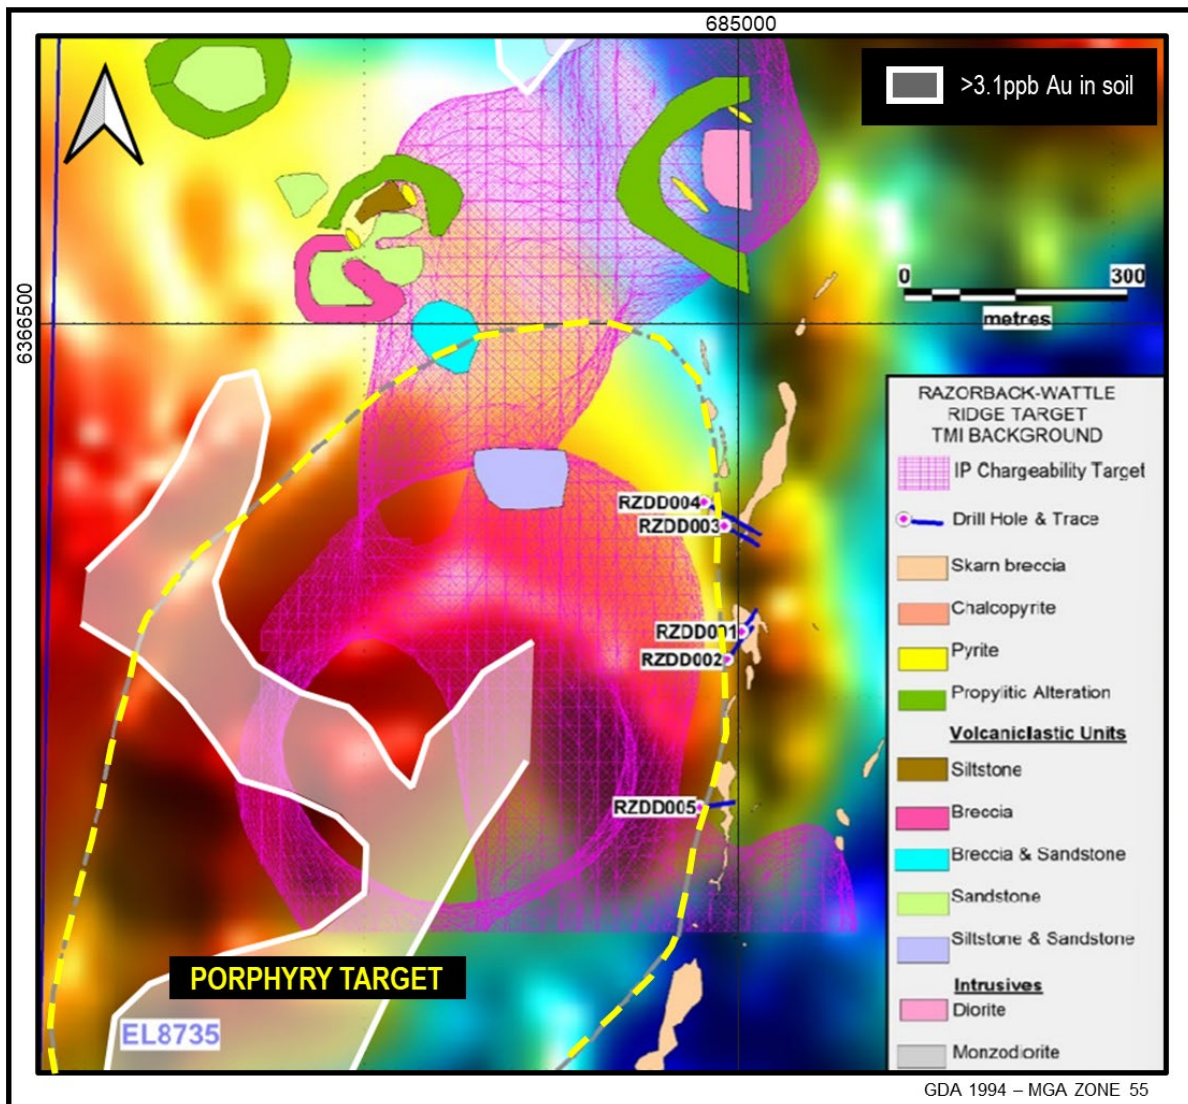 685000
>3.1ppb Au in soil
6386500
0 300
metres
RAZORBACK-WATTLE
RIDGE TARGET
TMI BACKGROUND
IP Chargeability Target
Drill Hole & Trace
Skarn breccia
Chalcopyrite
Pyrite
Propylitic Alteration
Volcaniclastic Units
Siltstone
Breccia
Breccia & Sandstone
Sandstone
Siltstone & Sandstone
Intrusives
Diorite
Monzodiorite
RZDD004
RZDD003
RZDD001
RZDD002
RZDD005
PORPHYRY TARGET
EL8735
GDA 1994 – MGA ZONE 55